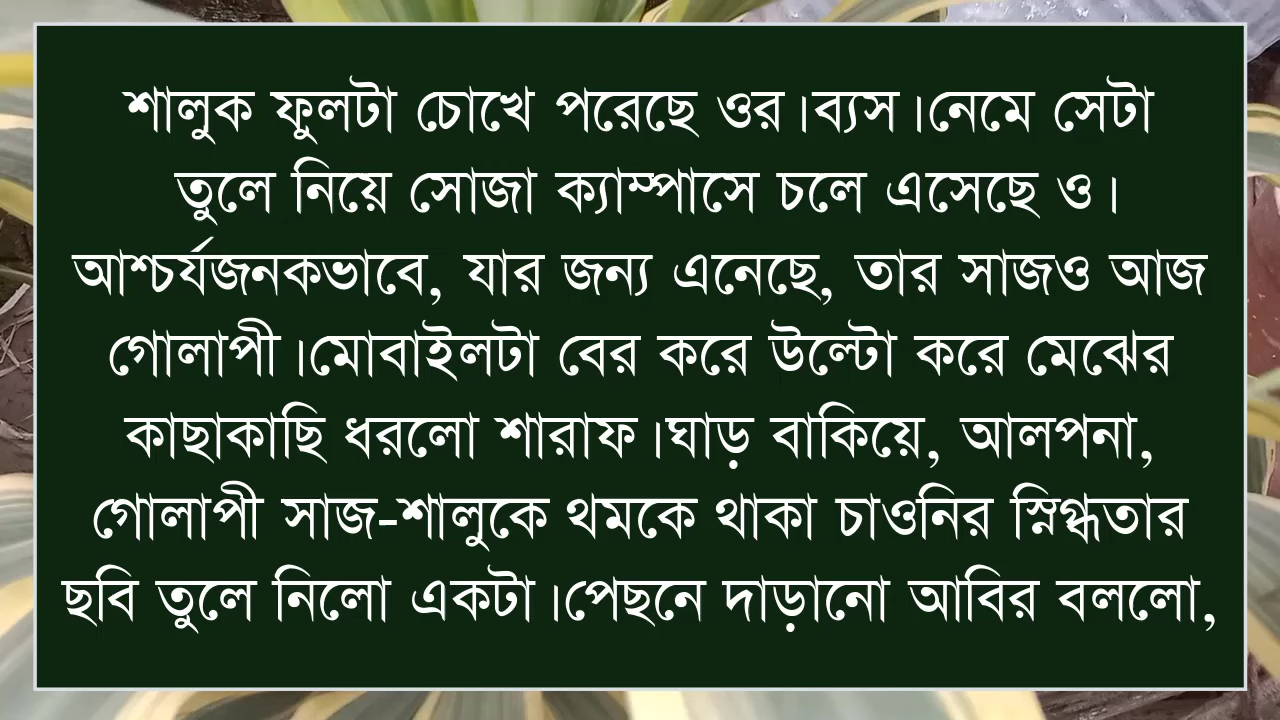 শালুক ফুলটা চোখে পরেছে ওর।ব্যস।নেমে সেটা
তুলে নিয়ে সোজা ক্যাম্পাসে চলে এসেছে ও।
আশ্চর্যজনকভাবে, যার জন্য এনেছে, তার সাজও আজ
গোলাপী।মোবাইলটা বের করে উল্টো করে মেঝের
কাছাকাছি ধরলো শারাফ।ঘাড় বাকিয়ে, আলপনা,
গোলাপী সাজ-শালুকে থমকে থাকা চাওনির স্নিগ্ধতার
ছবি তুলে নিলো একটা।পেছনে দাড়ানো আবির বললো,